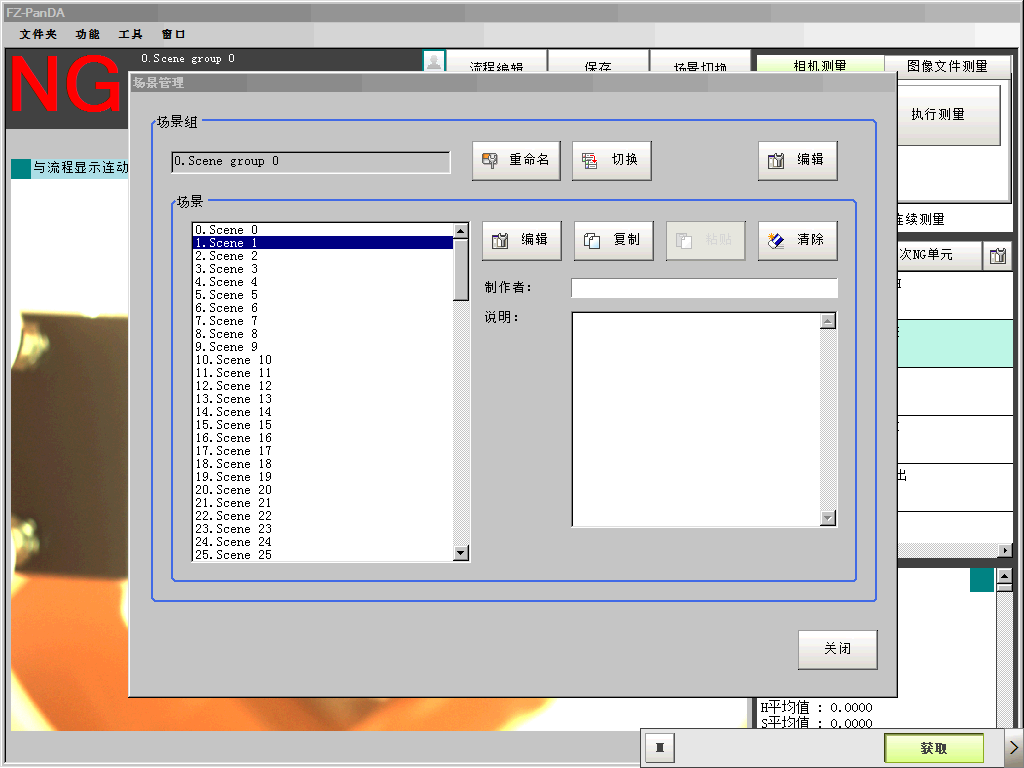 FZ-PanDA
文件夹 功能 工具 窗口
NG
0.Scene group 0
流程编辑 保存 场景切换
相机测量 图像文件测量
执行测量
连续测量
与流程显示连动
次NG单元
出
场景管理
场景组
0.Scene group 0
重命名 切换 编辑
场景
0.Scene 0
1.Scene 1
2.Scene 2
3.Scene 3
4.Scene 4
5.Scene 5
6.Scene 6
7.Scene 7
8.Scene 8
9.Scene 9
10.Scene 10
11.Scene 11
12.Scene 12
13.Scene 13
14.Scene 14
15.Scene 15
16.Scene 16
17.Scene 17
18.Scene 18
19.Scene 19
20.Scene 20
21.Scene 21
22.Scene 22
23.Scene 23
24.Scene 24
25.Scene 25
编辑 复制 粘贴 清除
制作者:
说明:
关闭
H平均值 : 0.0000
S平均值 : 0.0000
获取